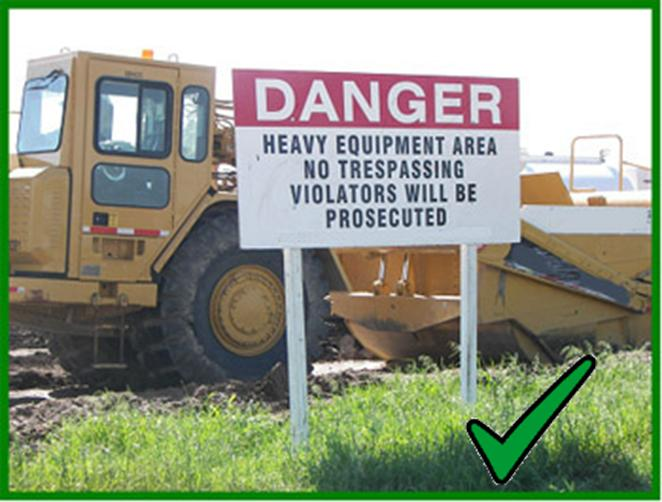 DANGER
HEAVY EQUIPMENT AREA
NO TRESPASSING
VIOLATORS WILL BE
PROSECUTED